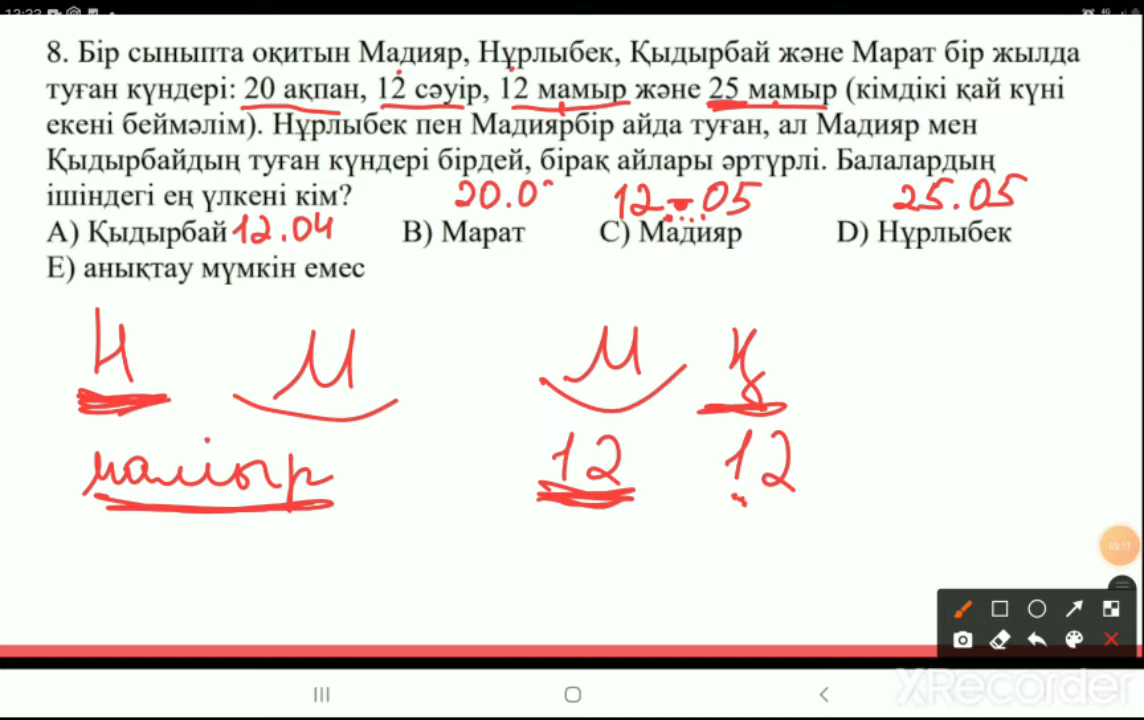 8. Бір сыныпта оқитын Мадияр, Нұрлыбек, Қыдырбай және Марат бір жылда
туған күндері: 20 ақпан, 12 сәуір, 12 мамыр және 25 мамыр (кімдікі қай күні
екені беймәлім). Нұрлыбек пен Мадиярбір айда туған, ал Мадияр мен
Қыдырбайдың туған күндері бірдей, бірақ айлары әртүрлі. Балалардың
ішіндегі ең үлкені кім?
20.0 12 - 05 25.05
A) Қыдырбай 12.04 B) Марат C) Мадияр D) Нұрлыбек
E) анықтау мүмкін емес
Н М М Қ
мамыр 12 12
XRecorder